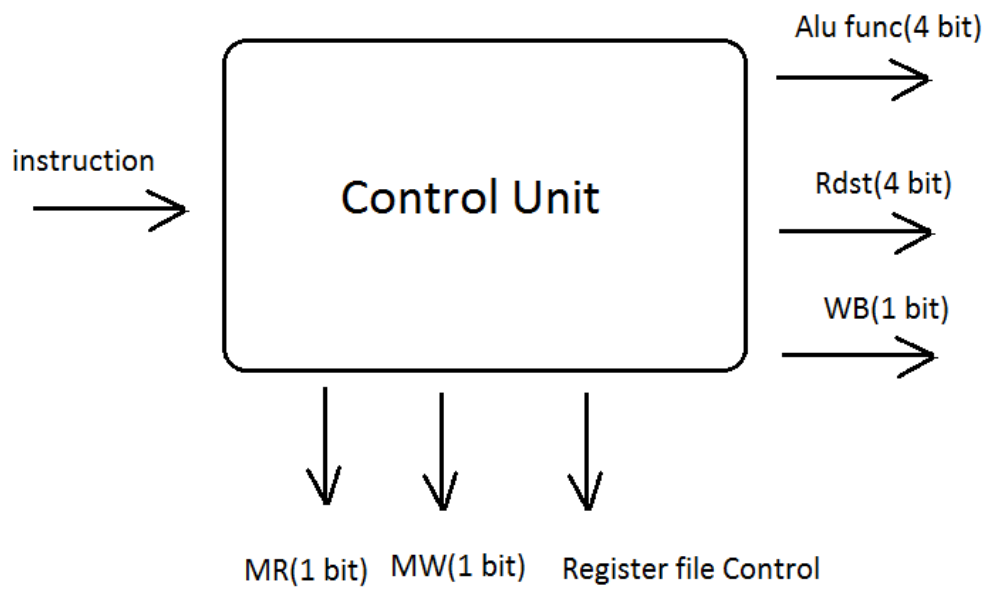 Alu func(4 bit)
instruction
Control Unit
Rdst(4 bit)
WB(1 bit)
MR(1 bit)
MW(1 bit)
Register file Control